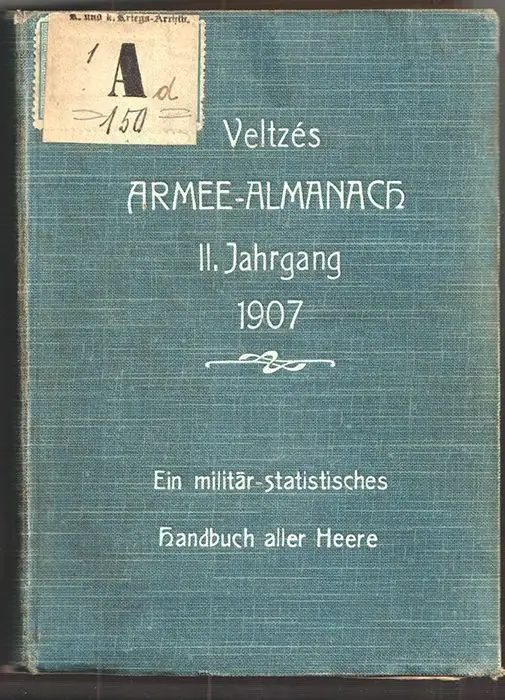 K. und k. Kriegs-Archiv.
1 A d
150
Veltzés
ARMEE-ALMANACH
II. Jahrgang
1907
Ein militär-statistisches
Handbuch aller Heere